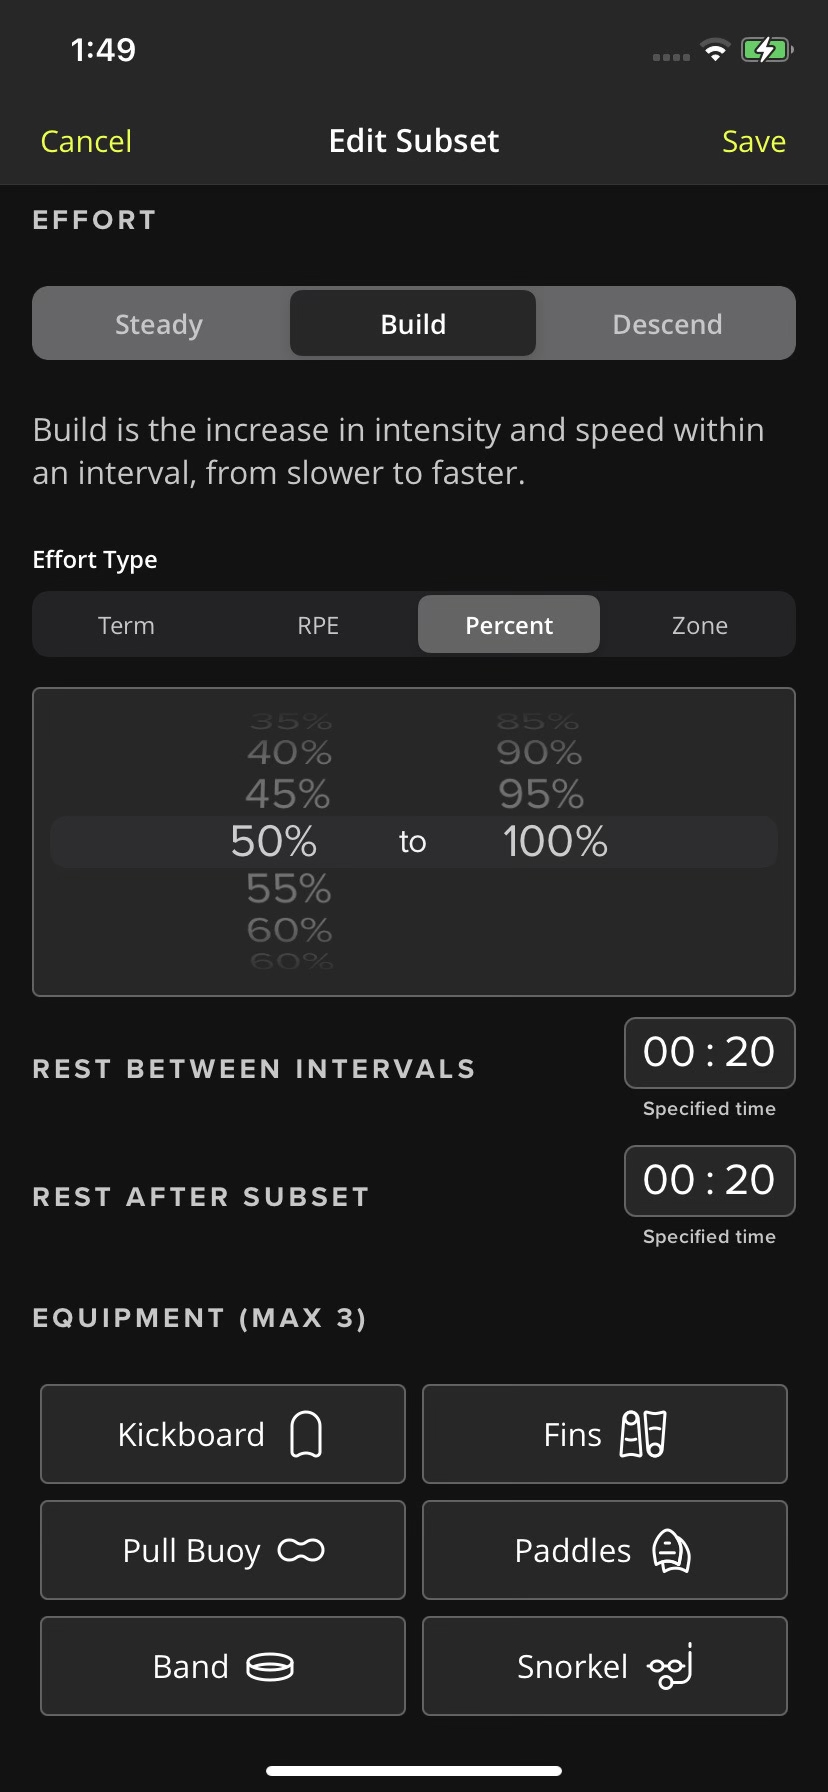 1:49
Cancel
Edit Subset
Save
EFFORT
Steady
Build
Descend
Build is the increase in intensity and speed within
an interval, from slower to faster.
Effort Type
Term
RPE
Percent
Zone
35% 85%
40% 90%
45% 95%
50% to 100%
55%
60%
60%
REST BETWEEN INTERVALS
00 : 20
Specified time
REST AFTER SUBSET
00 : 20
Specified time
EQUIPMENT (MAX 3)
Kickboard
Fins
Pull Buoy
Paddles
Band
Snorkel